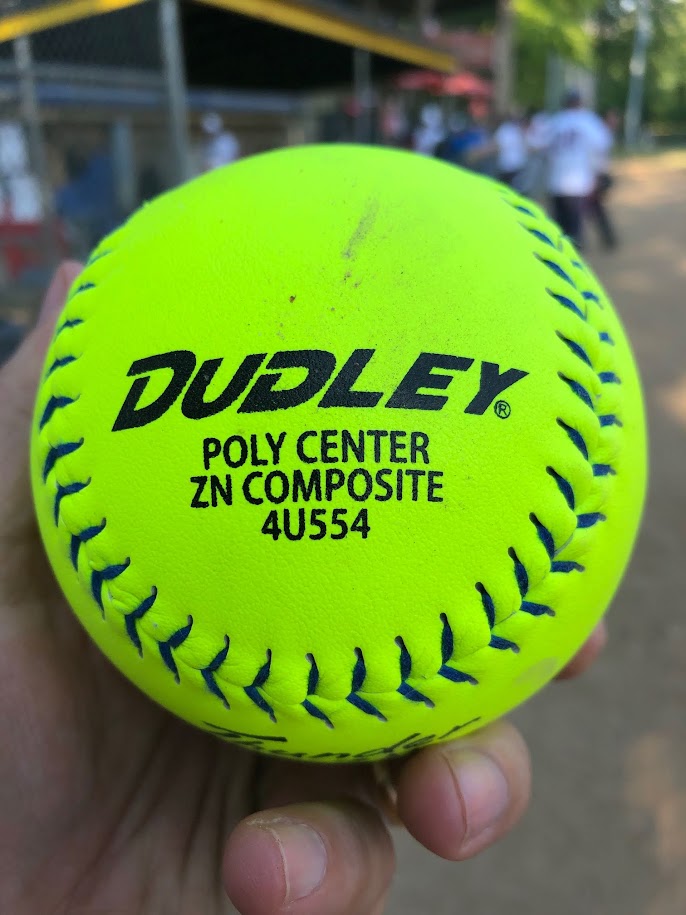 DUDLEY®
POLY CENTER
ZN COMPOSITE
4U554